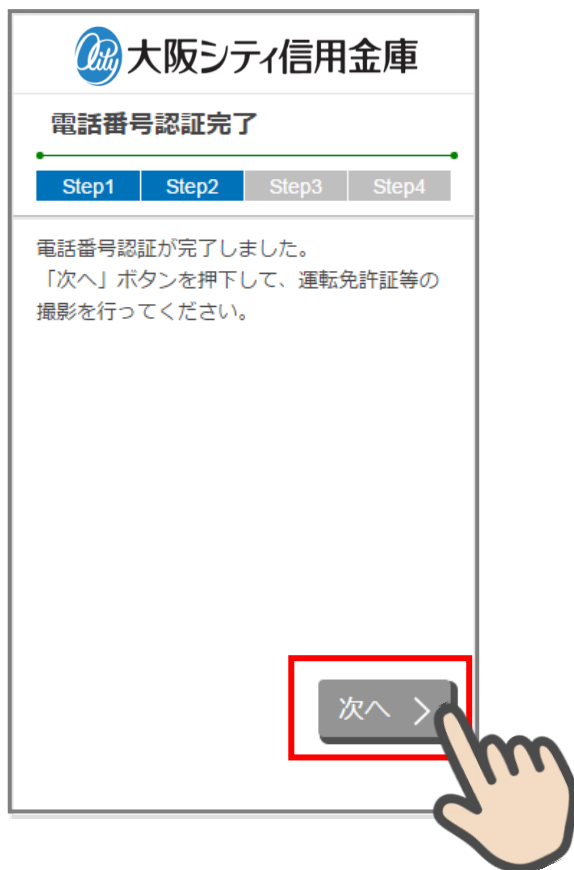 City 大阪シティ信用金庫
電話番号認証完了
Step1 Step2 Step3 Step4
電話番号認証が完了しました。
「次へ」ボタンを押下して、運転免許証等の
撮影を行ってください。
次へ